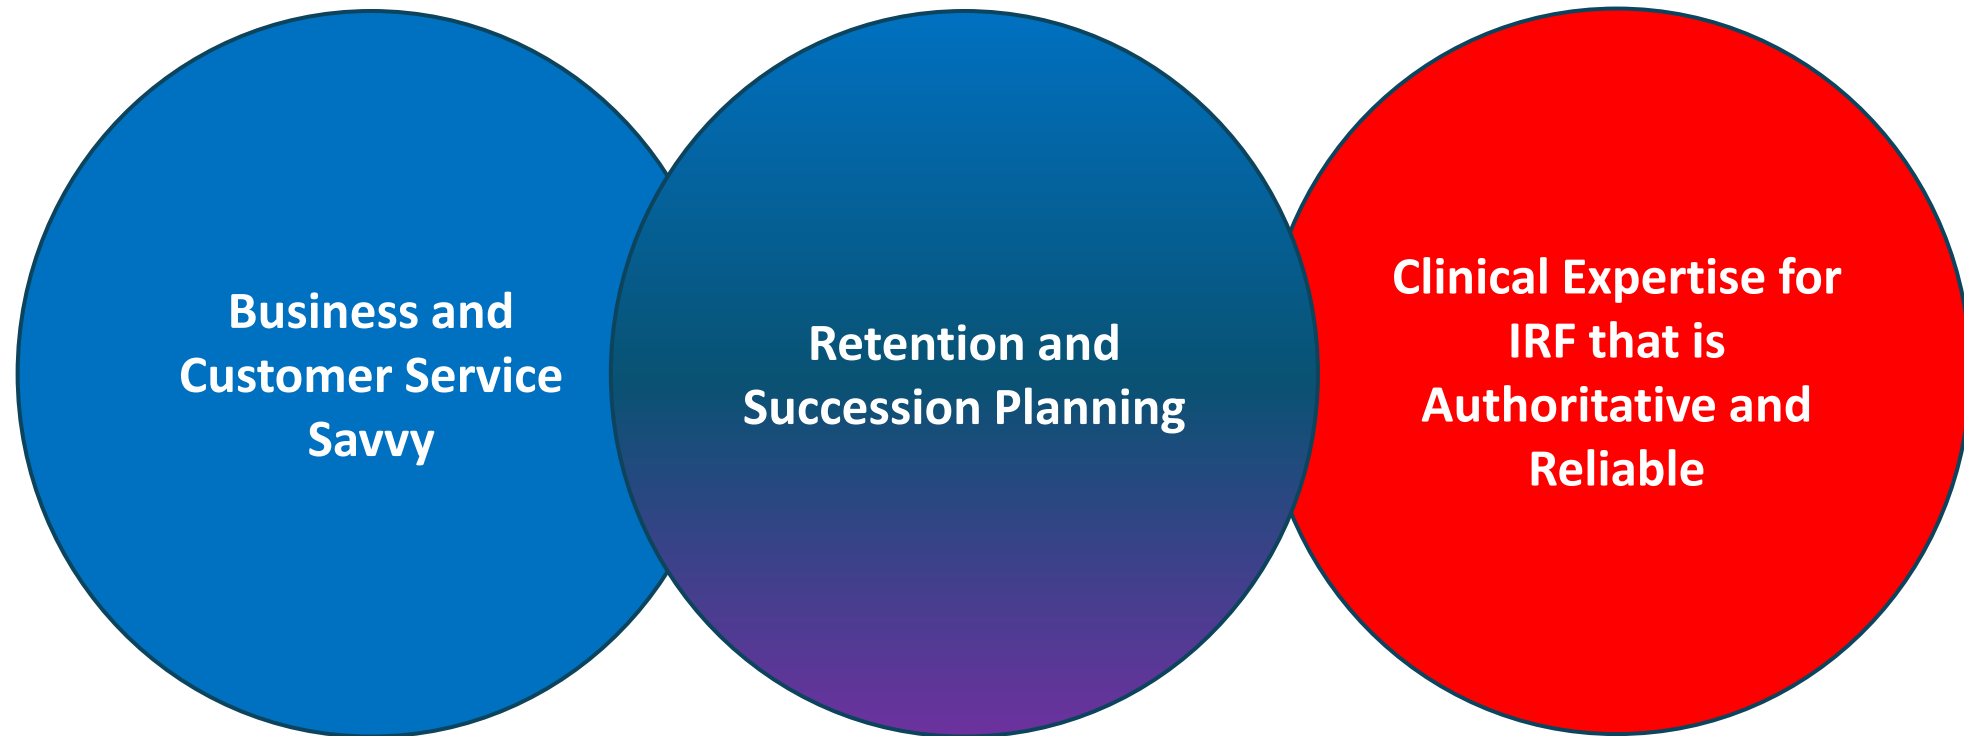 Business and
Customer Service
Savvy
Retention and
Succession Planning
Clinical Expertise for
IRF that is
Authoritative and
Reliable